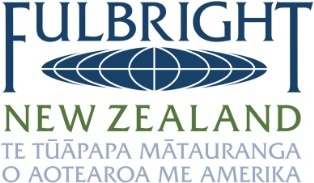 FULBRIGHT
NEW ZEALAND
TE TŪĀPAPA MĀTAURANGA
O AOTEAROA ME AMERIKA